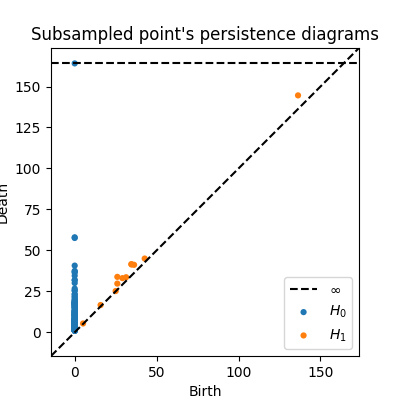 Subsampled point's persistence diagrams
150
125
100
75
50
25
0
Death
0 50 100 150
Birth
∞
H₀
H₁